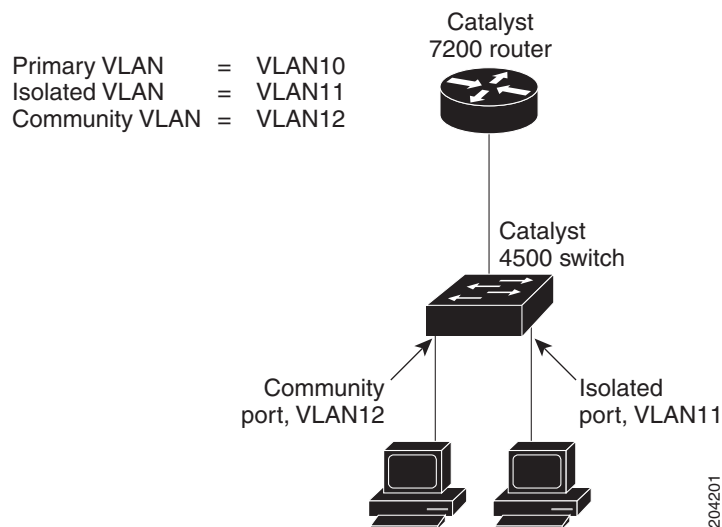 Primary VLAN = VLAN10
Isolated VLAN = VLAN11
Community VLAN = VLAN12
Catalyst
7200 router
Catalyst
4500 switch
Community
port, VLAN12
Isolated
port, VLAN11
204201